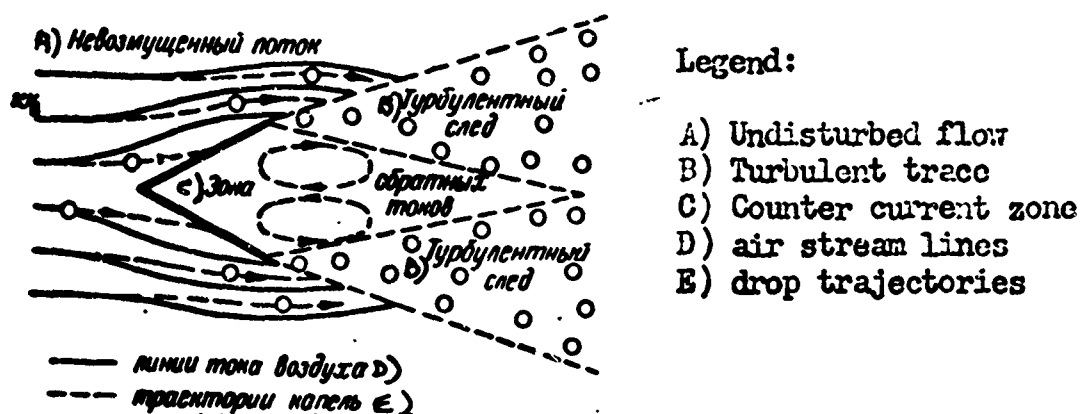 A) Невозмущенный поток
B) Турбулентный
след
C) Зона
обратных
токов
B) Турбулентный
след
линии тока воздуха D)
траектории капель E)
Legend:
A) Undisturbed flow
B) Turbulent trace
C) Counter current zone
D) air stream lines
E) drop trajectories